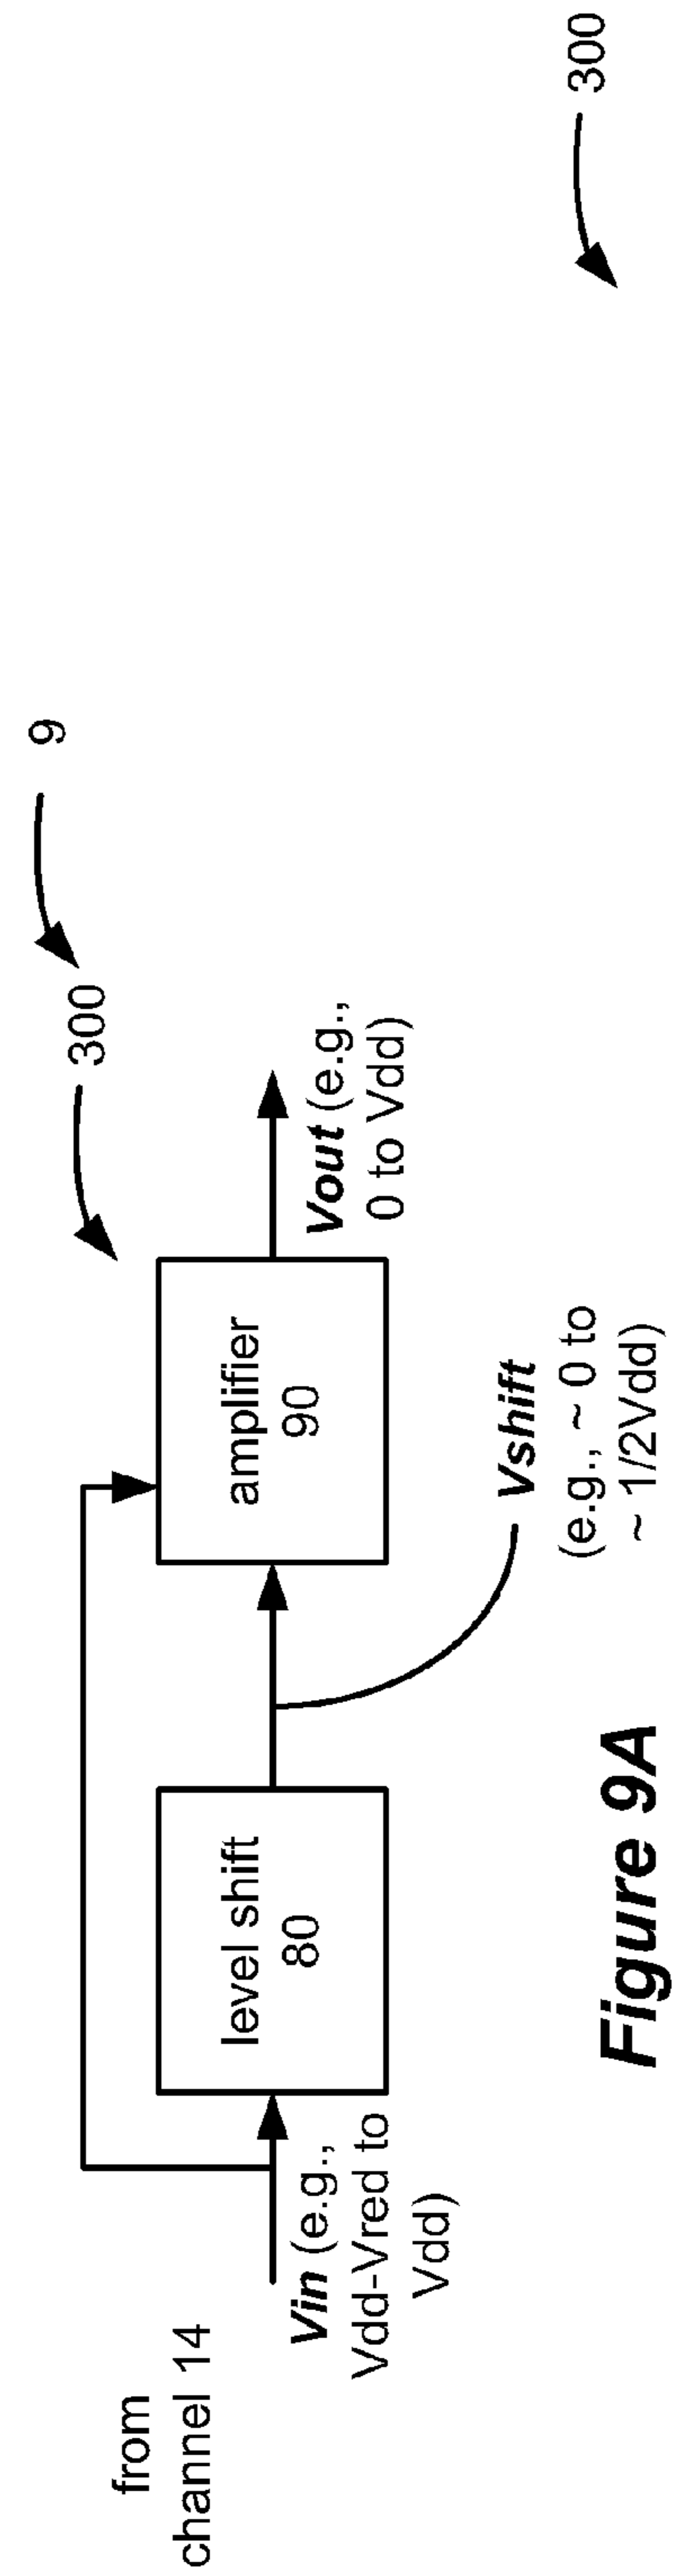 9
300
300
from
channel 14
Vin (e.g.,
Vdd-Vred to
Vdd)
level shift
80
amplifier
90
Vout (e.g.,
0 to Vdd)
Vshift
(e.g., ~ 0 to
~ 1/2Vdd)
Figure 9A